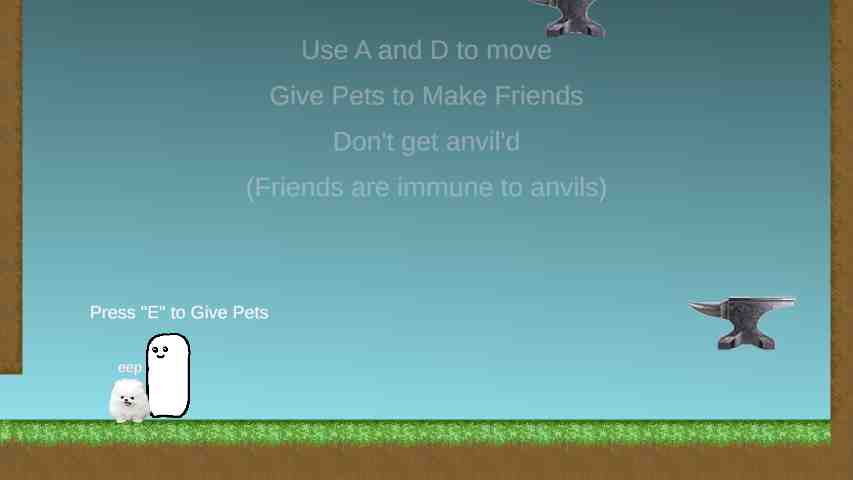 Use A and D to move
Give Pets to Make Friends
Don't get anvil'd
(Friends are immune to anvils)
Press "E" to Give Pets
eep